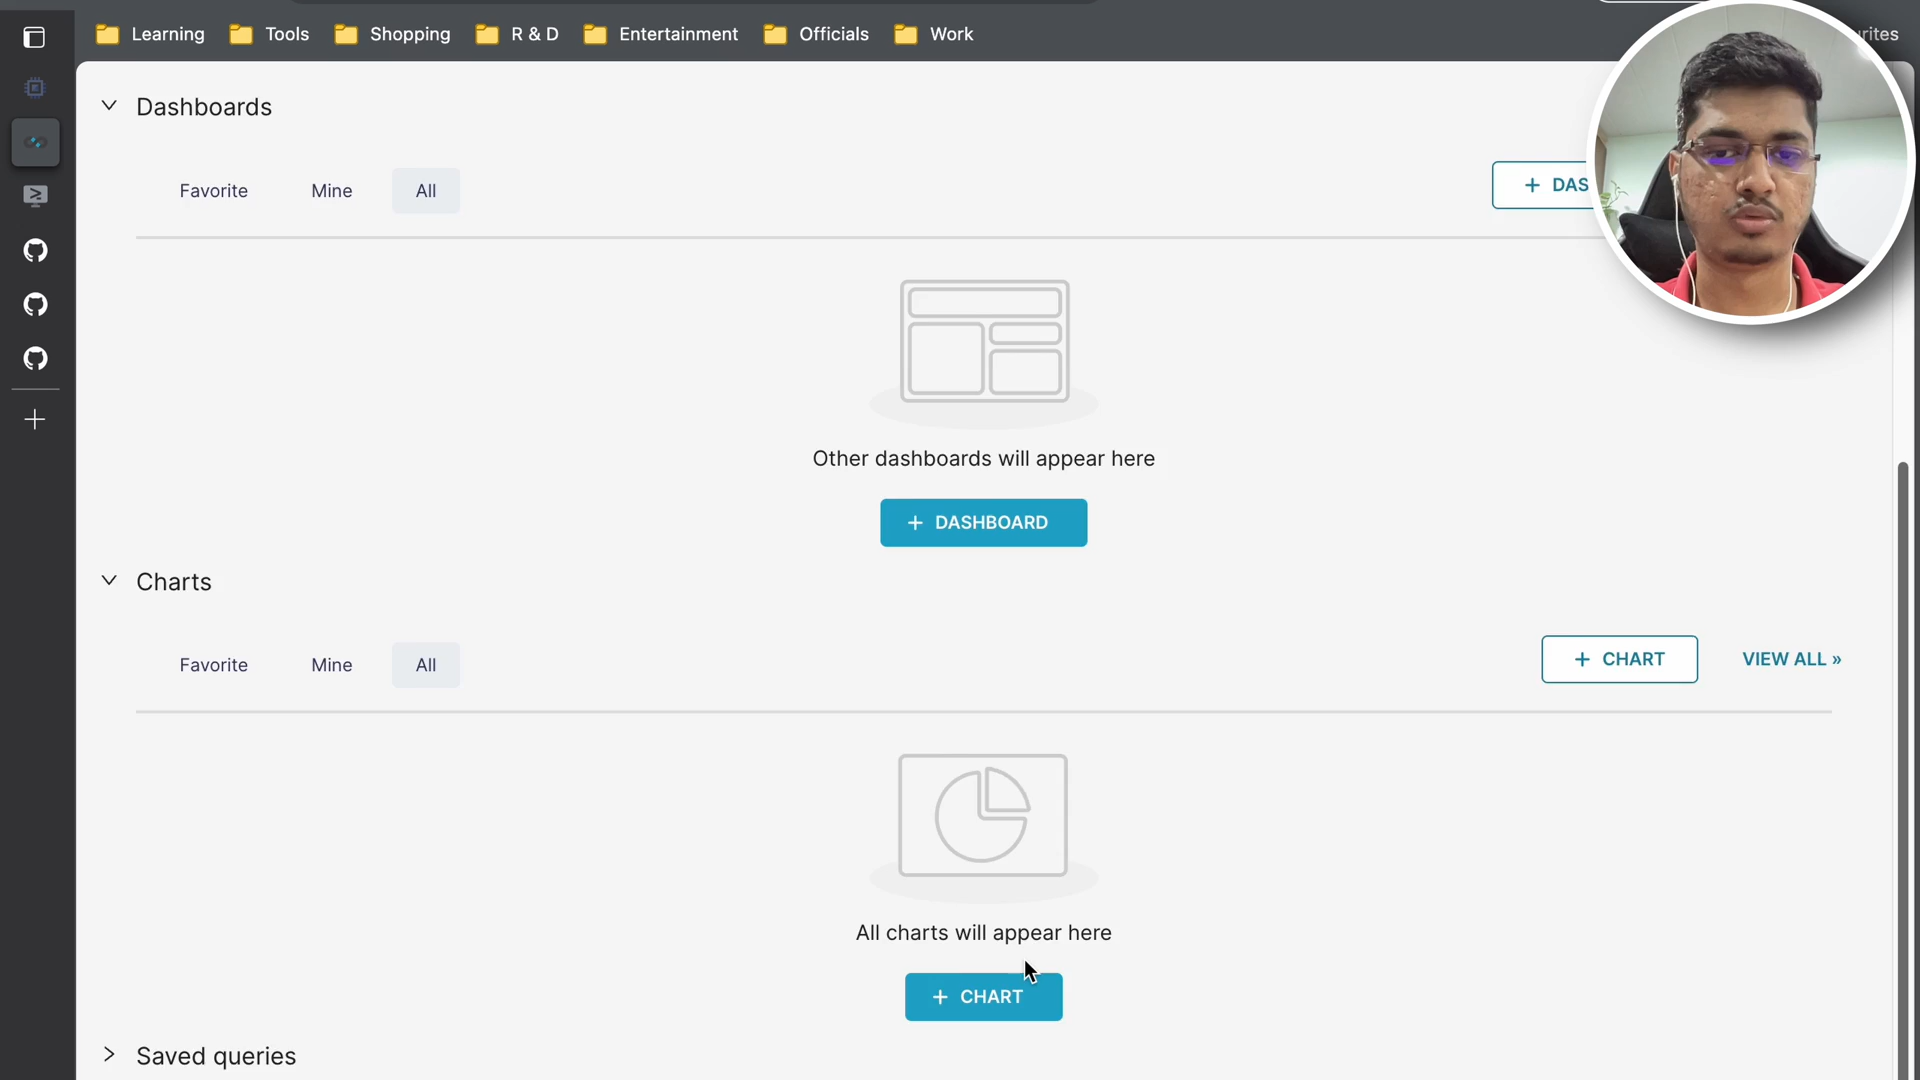 Learning Tools Shopping R & D Entertainment Officials Work
Dashboards
Favorite Mine All
+ DAS
Other dashboards will appear here
+ DASHBOARD
Charts
Favorite Mine All
+ CHART VIEW ALL »
All charts will appear here
+ CHART
Saved queries